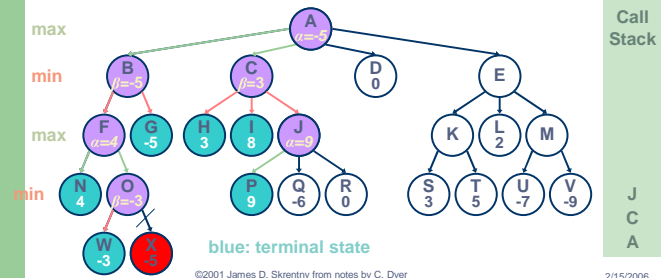 Call
Stack
max
A
α=-5
min
B
β=-5
C
β=3
D
0
E
max
F
α=4
G
-5
H
3
I
8
J
α=9
K
L
2
M
min
N
4
O
β=-3
P
9
Q
-6
R
0
S
3
T
5
U
-7
V
-9
J
C
A
W
-3
X
-5
blue: terminal state
©2001 James D. Skrentny from notes by C. Dyer
2/15/2006